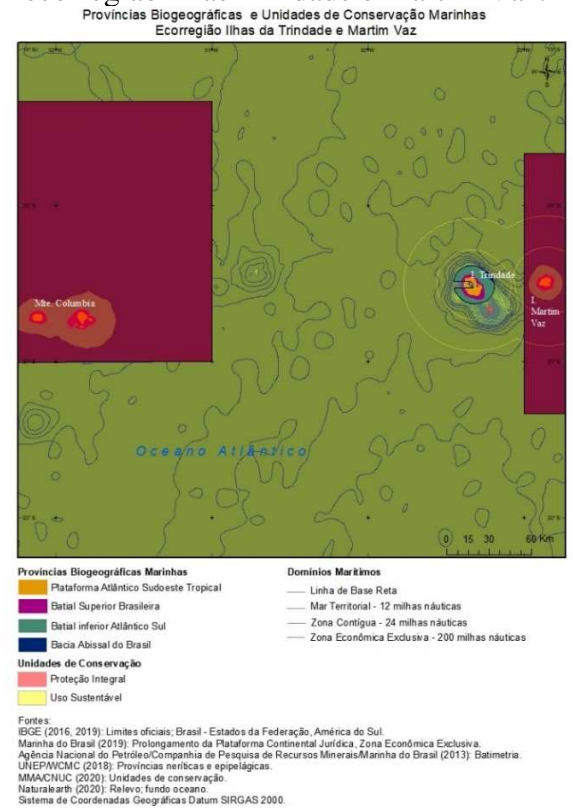 Províncias Biogeográficas e Unidades de Conservação Marinhas
Ecorregião Ilhas da Trindade e Martim Vaz
I. Trindade
Mte. Columbia
I.
Martim
Vaz
Oceano Atlântico
0 15 30 60 Km
Províncias Biogeográficas Marinhas
Plataforma Atlântico Sudoeste Tropical
Batial Superior Brasileira
Batial inferior Atlântico Sul
Bacia Abissal do Brasil
Unidades de Conservação
Proteção Integral
Uso Sustentável
Domínios Marítimos
Linha de Base Reta
Mar Territorial - 12 milhas náuticas
Zona Contígua - 24 milhas náuticas
Zona Econômica Exclusiva - 200 milhas náuticas
Fontes:
IBGE (2016, 2019): Limites oficiais; Brasil - Estados da Federação, América do Sul.
Marinha do Brasil (2019): Prolongamento da Plataforma Continental Jurídica, Zona Econômica Exclusiva.
Agência Nacional do Petróleo/Companhia de Pesquisa de Recursos Minerais/Marinha do Brasil (2013): Batimetria.
UNEP/WCMC (2018): Províncias neríticas e epipelágicas.
MMA/CNUC (2020): Unidades de conservação.
Naturalearth (2020): Relevo; fundo oceano.
Sistema de Coordenadas Geográficas Datum SIRGAS 2000.